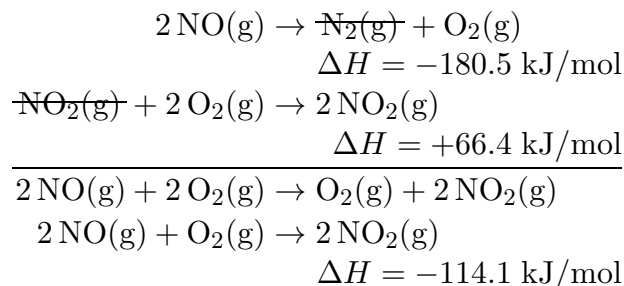 2 NO(g) → N₂(g) + O₂(g)
ΔH = −180.5 kJ/mol
NO₂(g) + 2 O₂(g) → 2 NO₂(g)
ΔH = +66.4 kJ/mol
2 NO(g) + 2 O₂(g) → O₂(g) + 2 NO₂(g)
2 NO(g) + O₂(g) → 2 NO₂(g)
ΔH = −114.1 kJ/mol